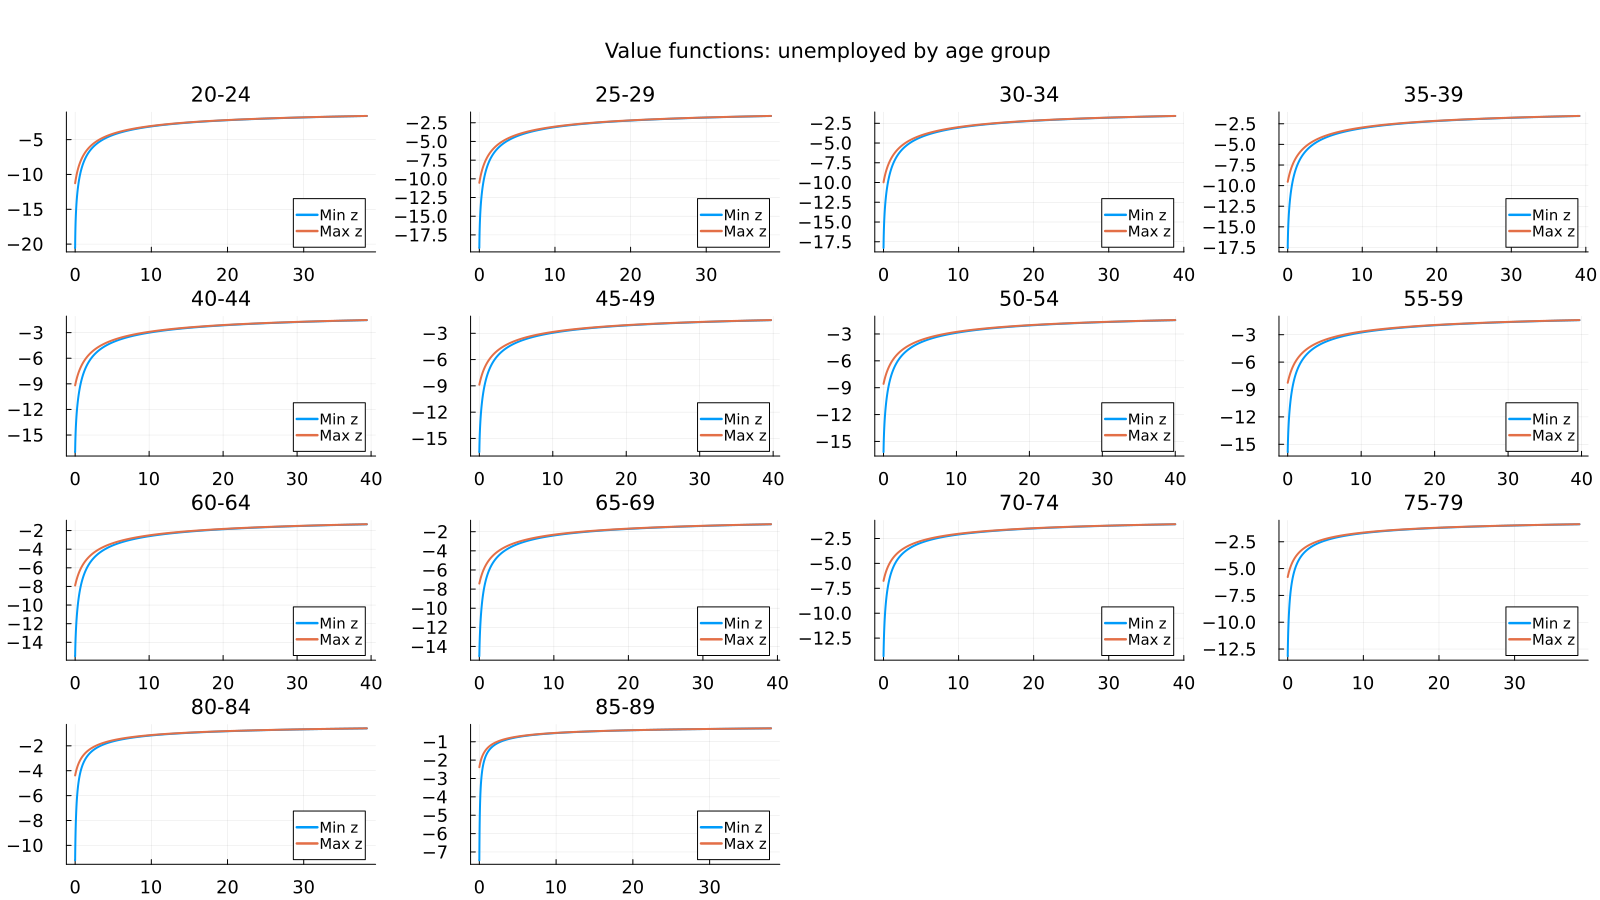 Value functions: unemployed by age group
20-24
−5
−10
−15
−20
0 10 20 30
Min z
Max z
25-29
−2.5
−5.0
−7.5
−10.0
−12.5
−15.0
−17.5
0 10 20 30
Min z
Max z
30-34
−2.5
−5.0
−7.5
−10.0
−12.5
−15.0
−17.5
0 10 20 30 40
Min z
Max z
35-39
−2.5
−5.0
−7.5
−10.0
−12.5
−15.0
−17.5
0 10 20 30 40
Min z
Max z
40-44
−3
−6
−9
−12
−15
0 10 20 30 40
Min z
Max z
45-49
−3
−6
−9
−12
−15
0 10 20 30 40
Min z
Max z
50-54
−3
−6
−9
−12
−15
0 10 20 30 40
Min z
Max z
55-59
−3
−6
−9
−12
−15
0 10 20 30 40
Min z
Max z
60-64
−2
−4
−6
−8
−10
−12
−14
0 10 20 30 40
Min z
Max z
65-69
−2
−4
−6
−8
−10
−12
−14
0 10 20 30 40
Min z
Max z
70-74
−2.5
−5.0
−7.5
−10.0
−12.5
0 10 20 30 40
Min z
Max z
75-79
−2.5
−5.0
−7.5
−10.0
−12.5
0 10 20 30
Min z
Max z
80-84
−2
−4
−6
−8
−10
0 10 20 30
Min z
Max z
85-89
−1
−2
−3
−4
−5
−6
−7
0 10 20 30
Min z
Max z